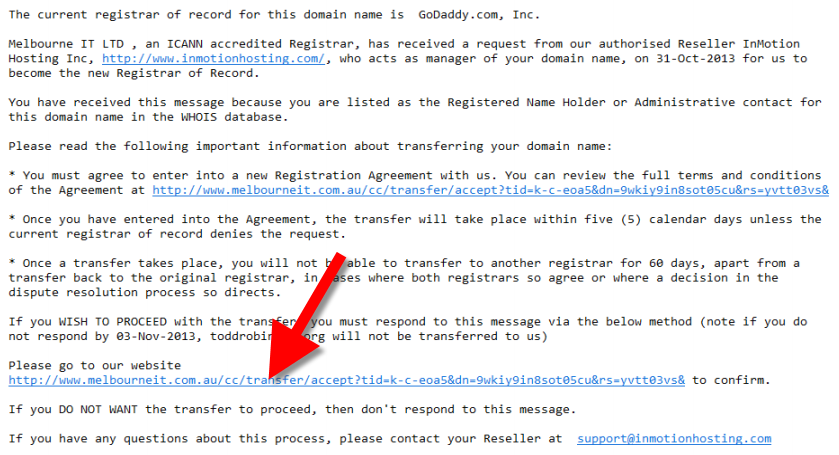 The current registrar of record for this domain name is  GoDaddy.com, Inc.
Melbourne IT LTD , an ICANN accredited Registrar, has received a request from our authorised Reseller InMotion
Hosting Inc, http://www.inmotionhosting.com/, who acts as manager of your domain name, on 31-Oct-2013 for us to
become the new Registrar of Record.
You have received this message because you are listed as the Registered Name Holder or Administrative contact for
this domain name in the WHOIS database.
Please read the following important information about transferring your domain name:
* You must agree to enter into a new Registration Agreement with us. You can review the full terms and conditions
of the Agreement at http://www.melbourneit.com.au/cc/transfer/accept?tid=k-c-eoa5&dn=9wkiy9in8sot05cu&rs=yvtt03vs&
* Once you have entered into the Agreement, the transfer will take place within five (5) calendar days unless the
current registrar of record denies the request.
* Once a transfer takes place, you will not be able to transfer to another registrar for 60 days, apart from a
transfer back to the original registrar, in cases where both registrars so agree or where a decision in the
dispute resolution process so directs.
If you WISH TO PROCEED with the transfer, you must respond to this message via the below method (note if you do
not respond by 03-Nov-2013, will not be transferred to us)
Please go to our website
http://www.melbourneit.com.au/cc/transfer/accept?tid=k-c-eoa5&dn=9wkiy9in8sot05cu&rs=yvtt03vs& to confirm.
If you DO NOT WANT the transfer to proceed, then don't respond to this message.
If you have any questions about this process, please contact your Reseller at  support@inmotionhosting.com